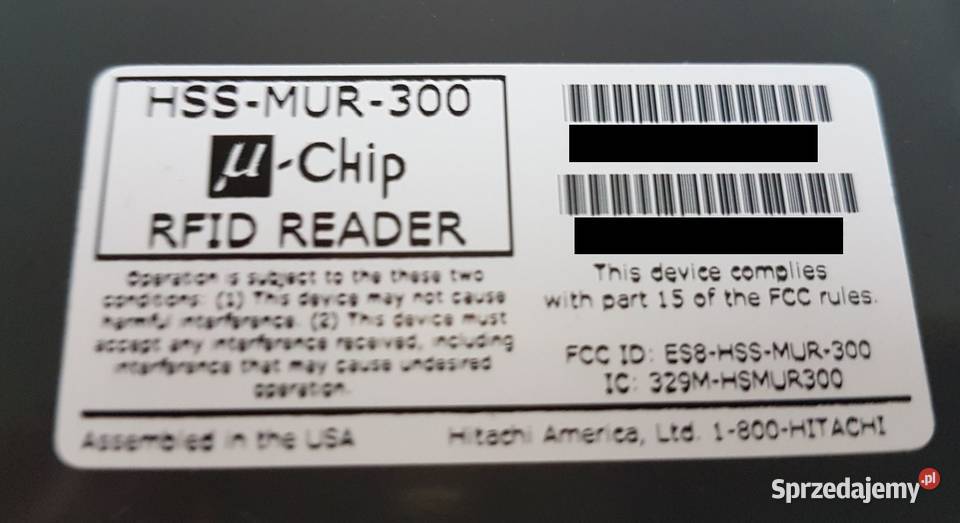 HSS-MUR-300
µ-Chip
RFID READER
Operation is subject to the these two
conditions: (1) This device may not cause
harmful interference. (2) This device must
accept any interference received, including
interference that may cause undesired
operation.
This device complies
with part 15 of the FCC rules.
FCC ID: ES8-HSS-MUR-300
IC: 329M-HSMUR300
Assembled in the USA
Hitachi America, Ltd. 1-800-HITACHI
Sprzedajemy.pl